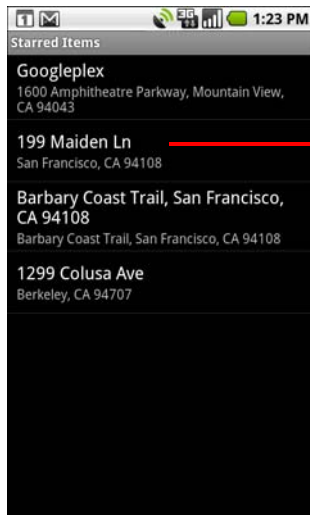 1 3G 1:23 PM
Starred Items
Googleplex
1600 Amphitheatre Parkway, Mountain View,
CA 94043
199 Maiden Ln
San Francisco, CA 94108
Barbary Coast Trail, San Francisco,
CA 94108
Barbary Coast Trail, San Francisco, CA 94108
1299 Colusa Ave
Berkeley, CA 94707